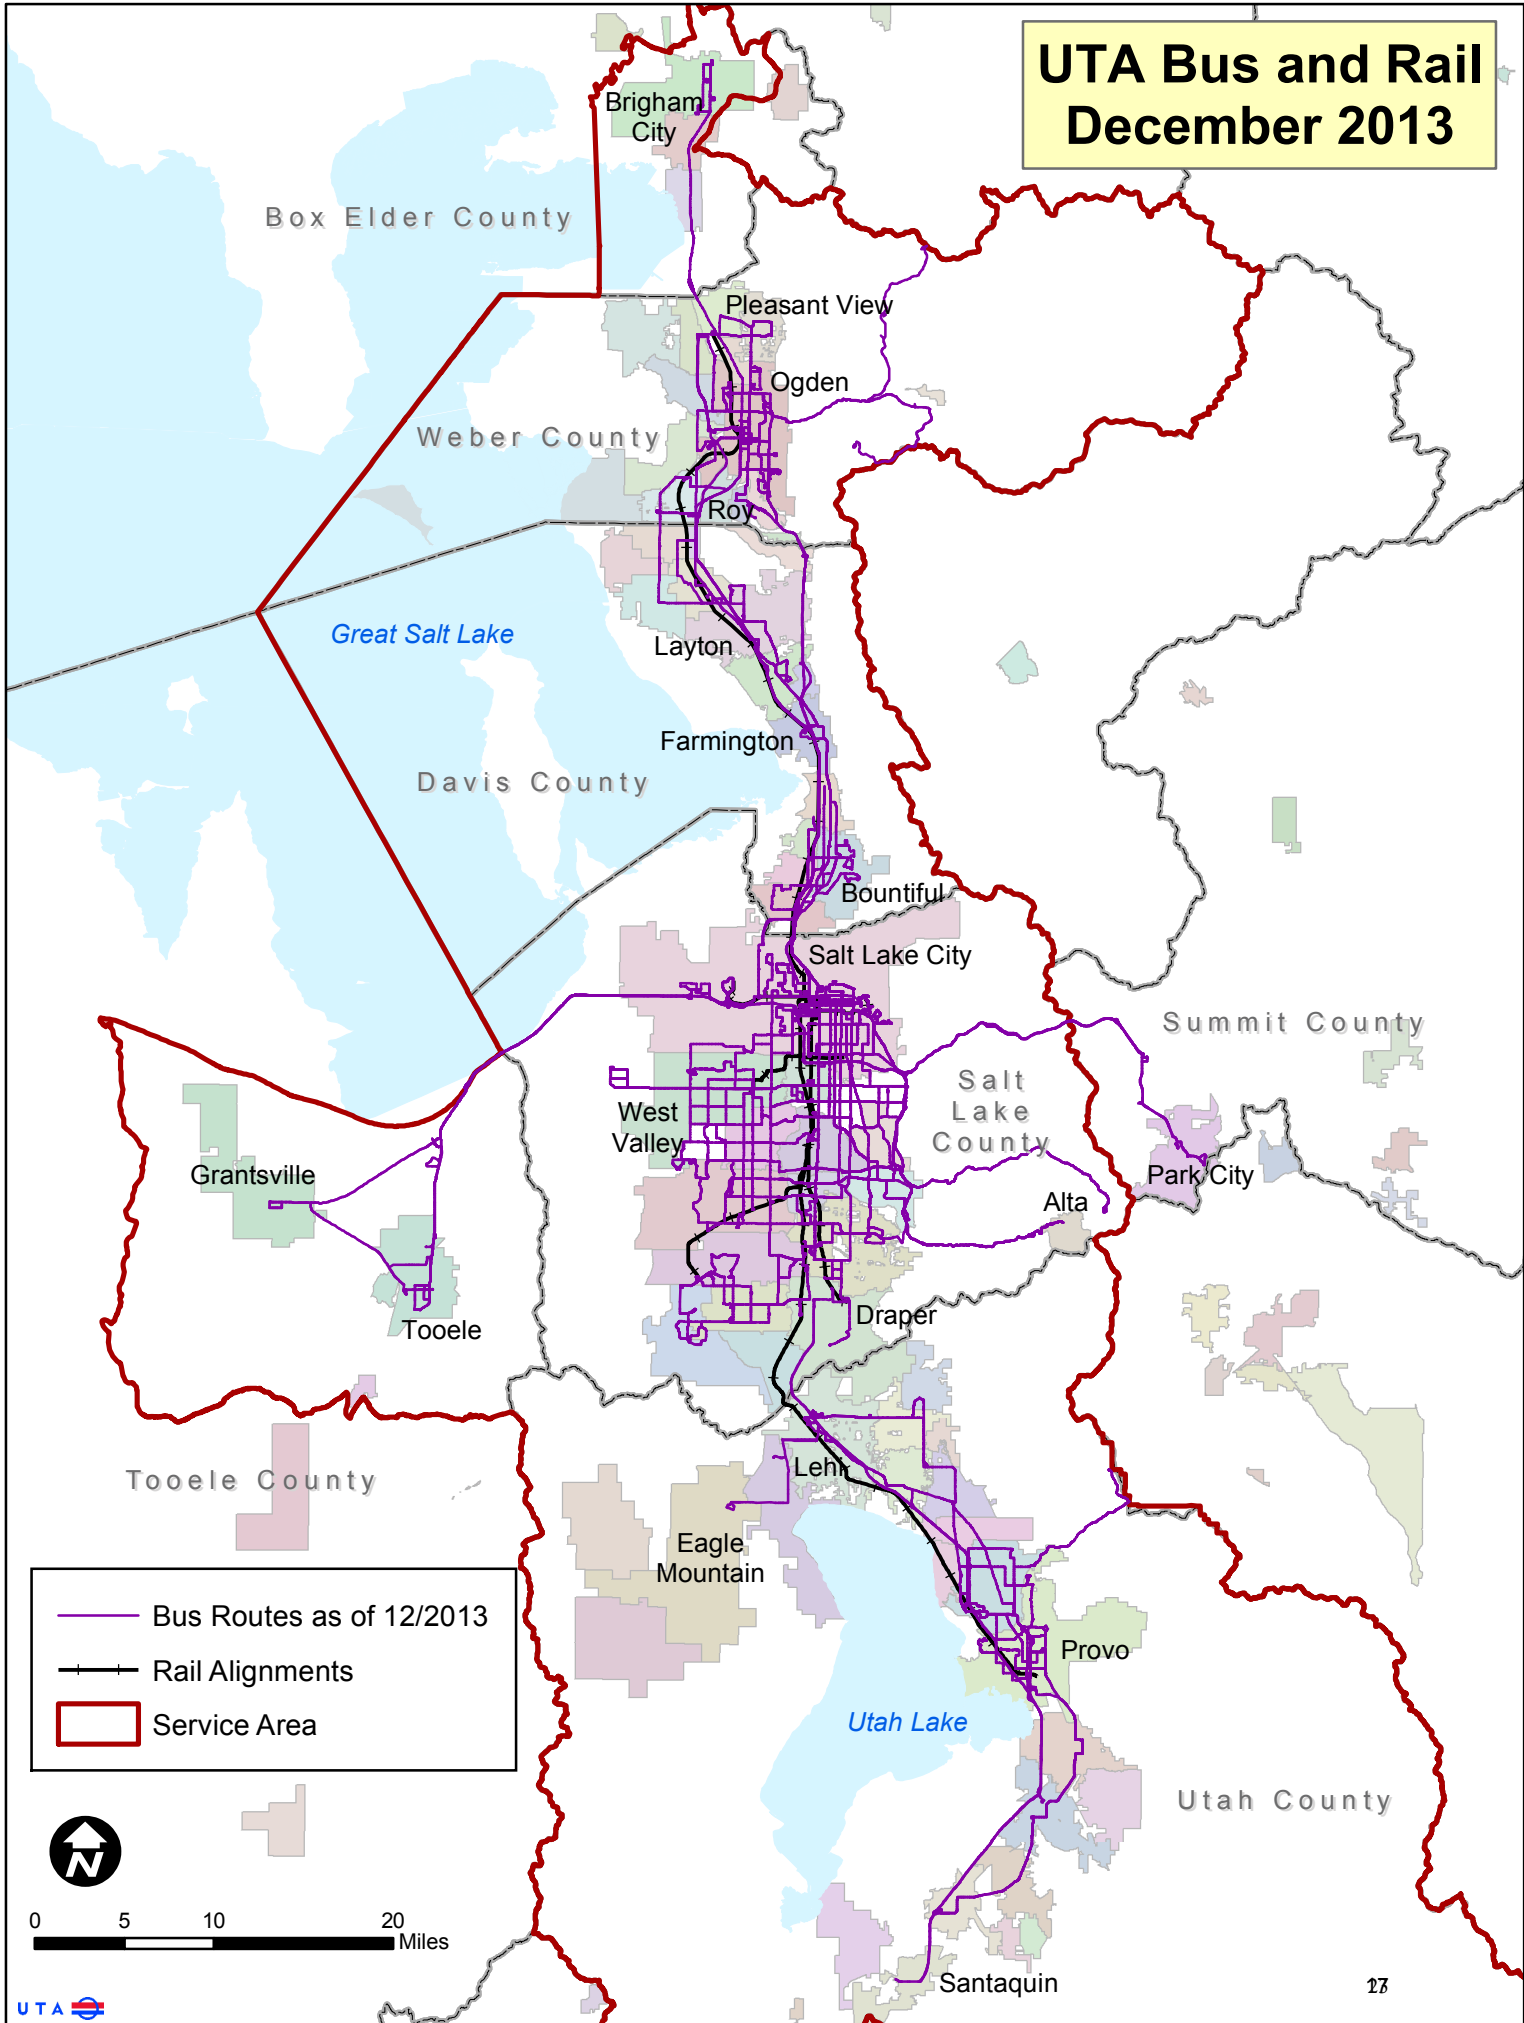 UTA Bus and Rail
December 2013
Brigham
City
Box Elder County
Pleasant View
Ogden
Weber County
Roy
Great Salt Lake
Layton
Farmington
Davis County
Bountiful
Salt Lake City
Summit County
Salt
Lake
County
West
Valley
Grantsville
Park City
Alta
Tooele
Draper
Tooele County
Lehi
Eagle
Mountain
Bus Routes as of 12/2013
Rail Alignments
Service Area
Provo
Utah Lake
Utah County
N
0 5 10 20
Miles
Santaquin
UTA